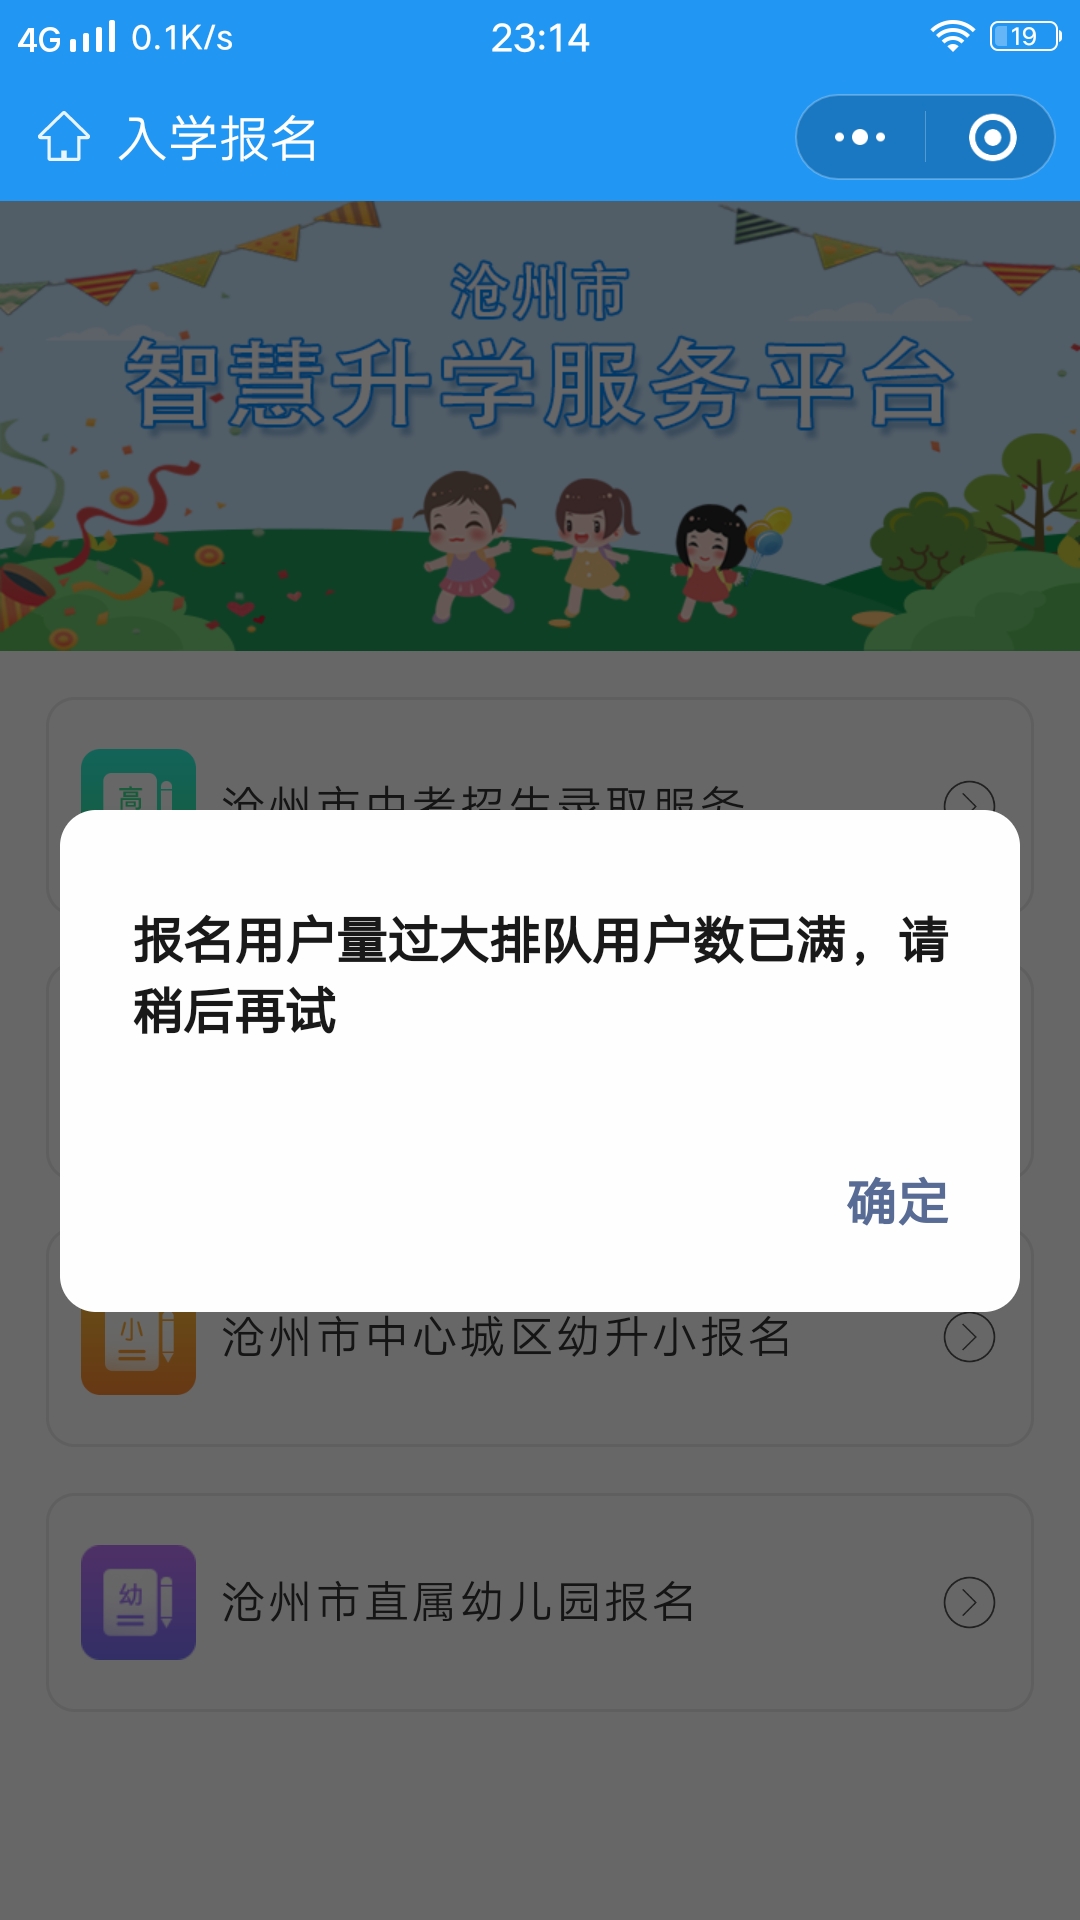 4G 0.1K/s 23:14 19
入学报名
沧州市
智慧升学服务平台
高
沧州市中考招生录取服务
报名用户量过大排队用户数已满，请
稍后再试
确定
小
沧州市中心城区幼升小报名
幼
沧州市直属幼儿园报名